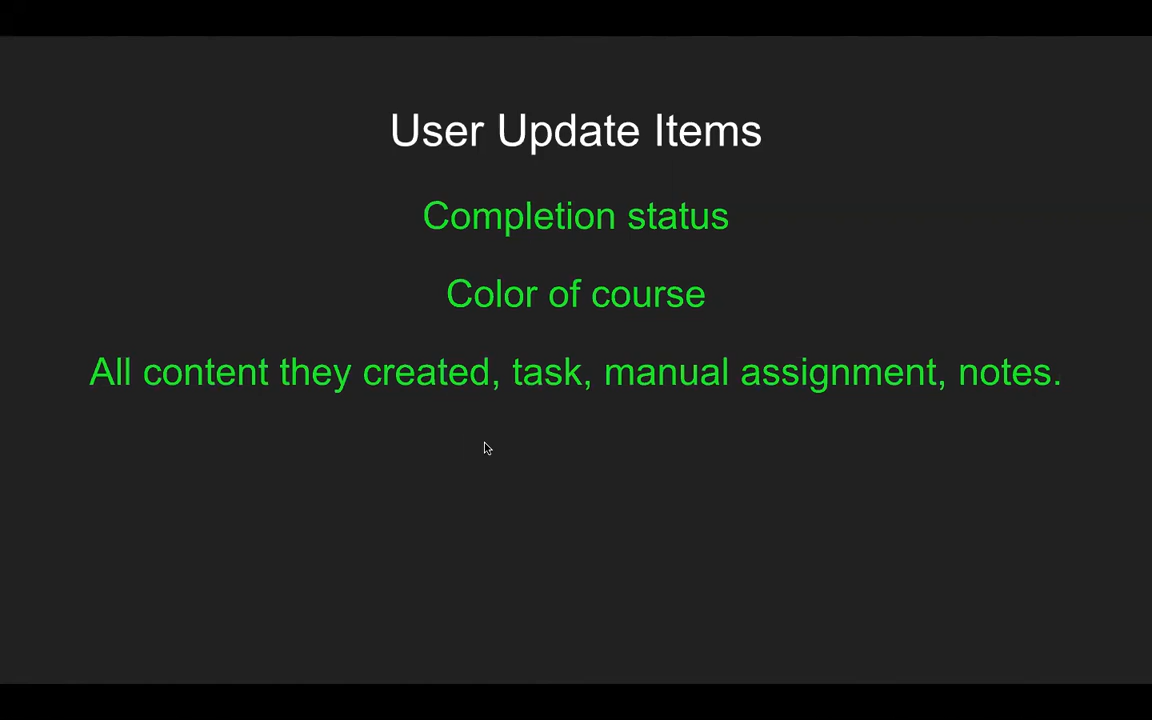 User Update Items
Completion status
Color of course
All content they created, task, manual assignment, notes.